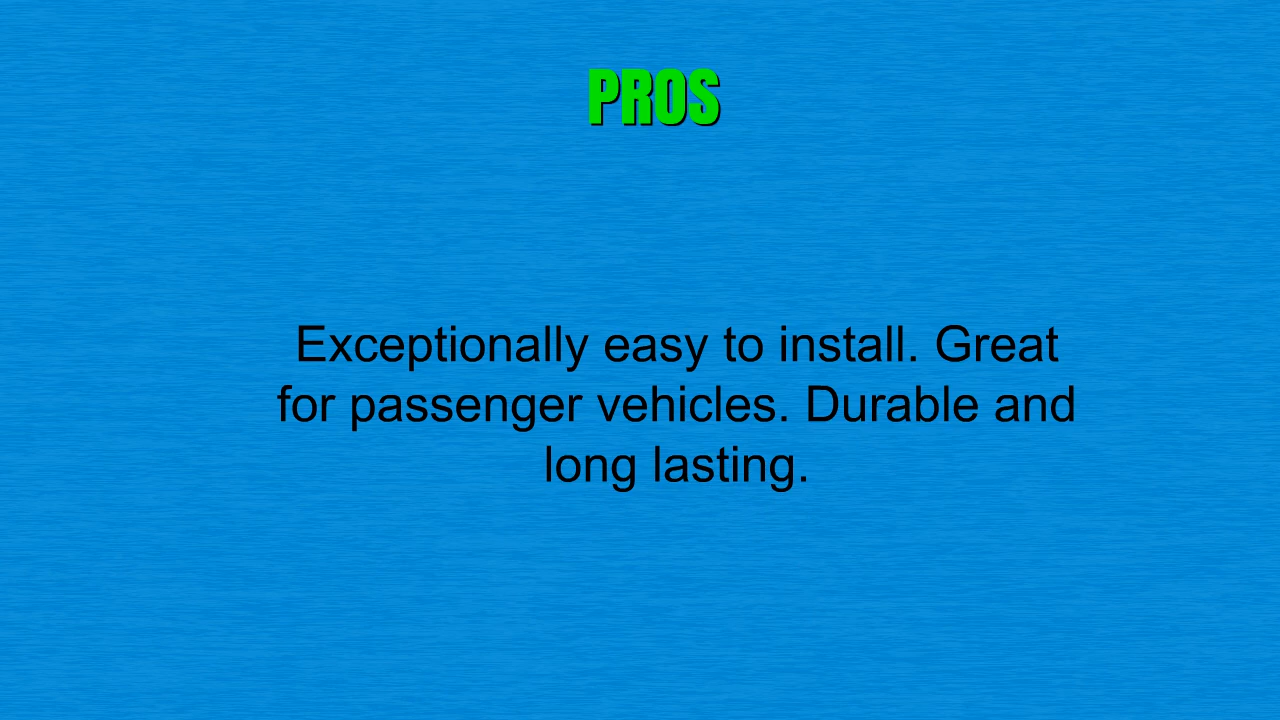 PROS
Exceptionally easy to install. Great
for passenger vehicles. Durable and
long lasting.